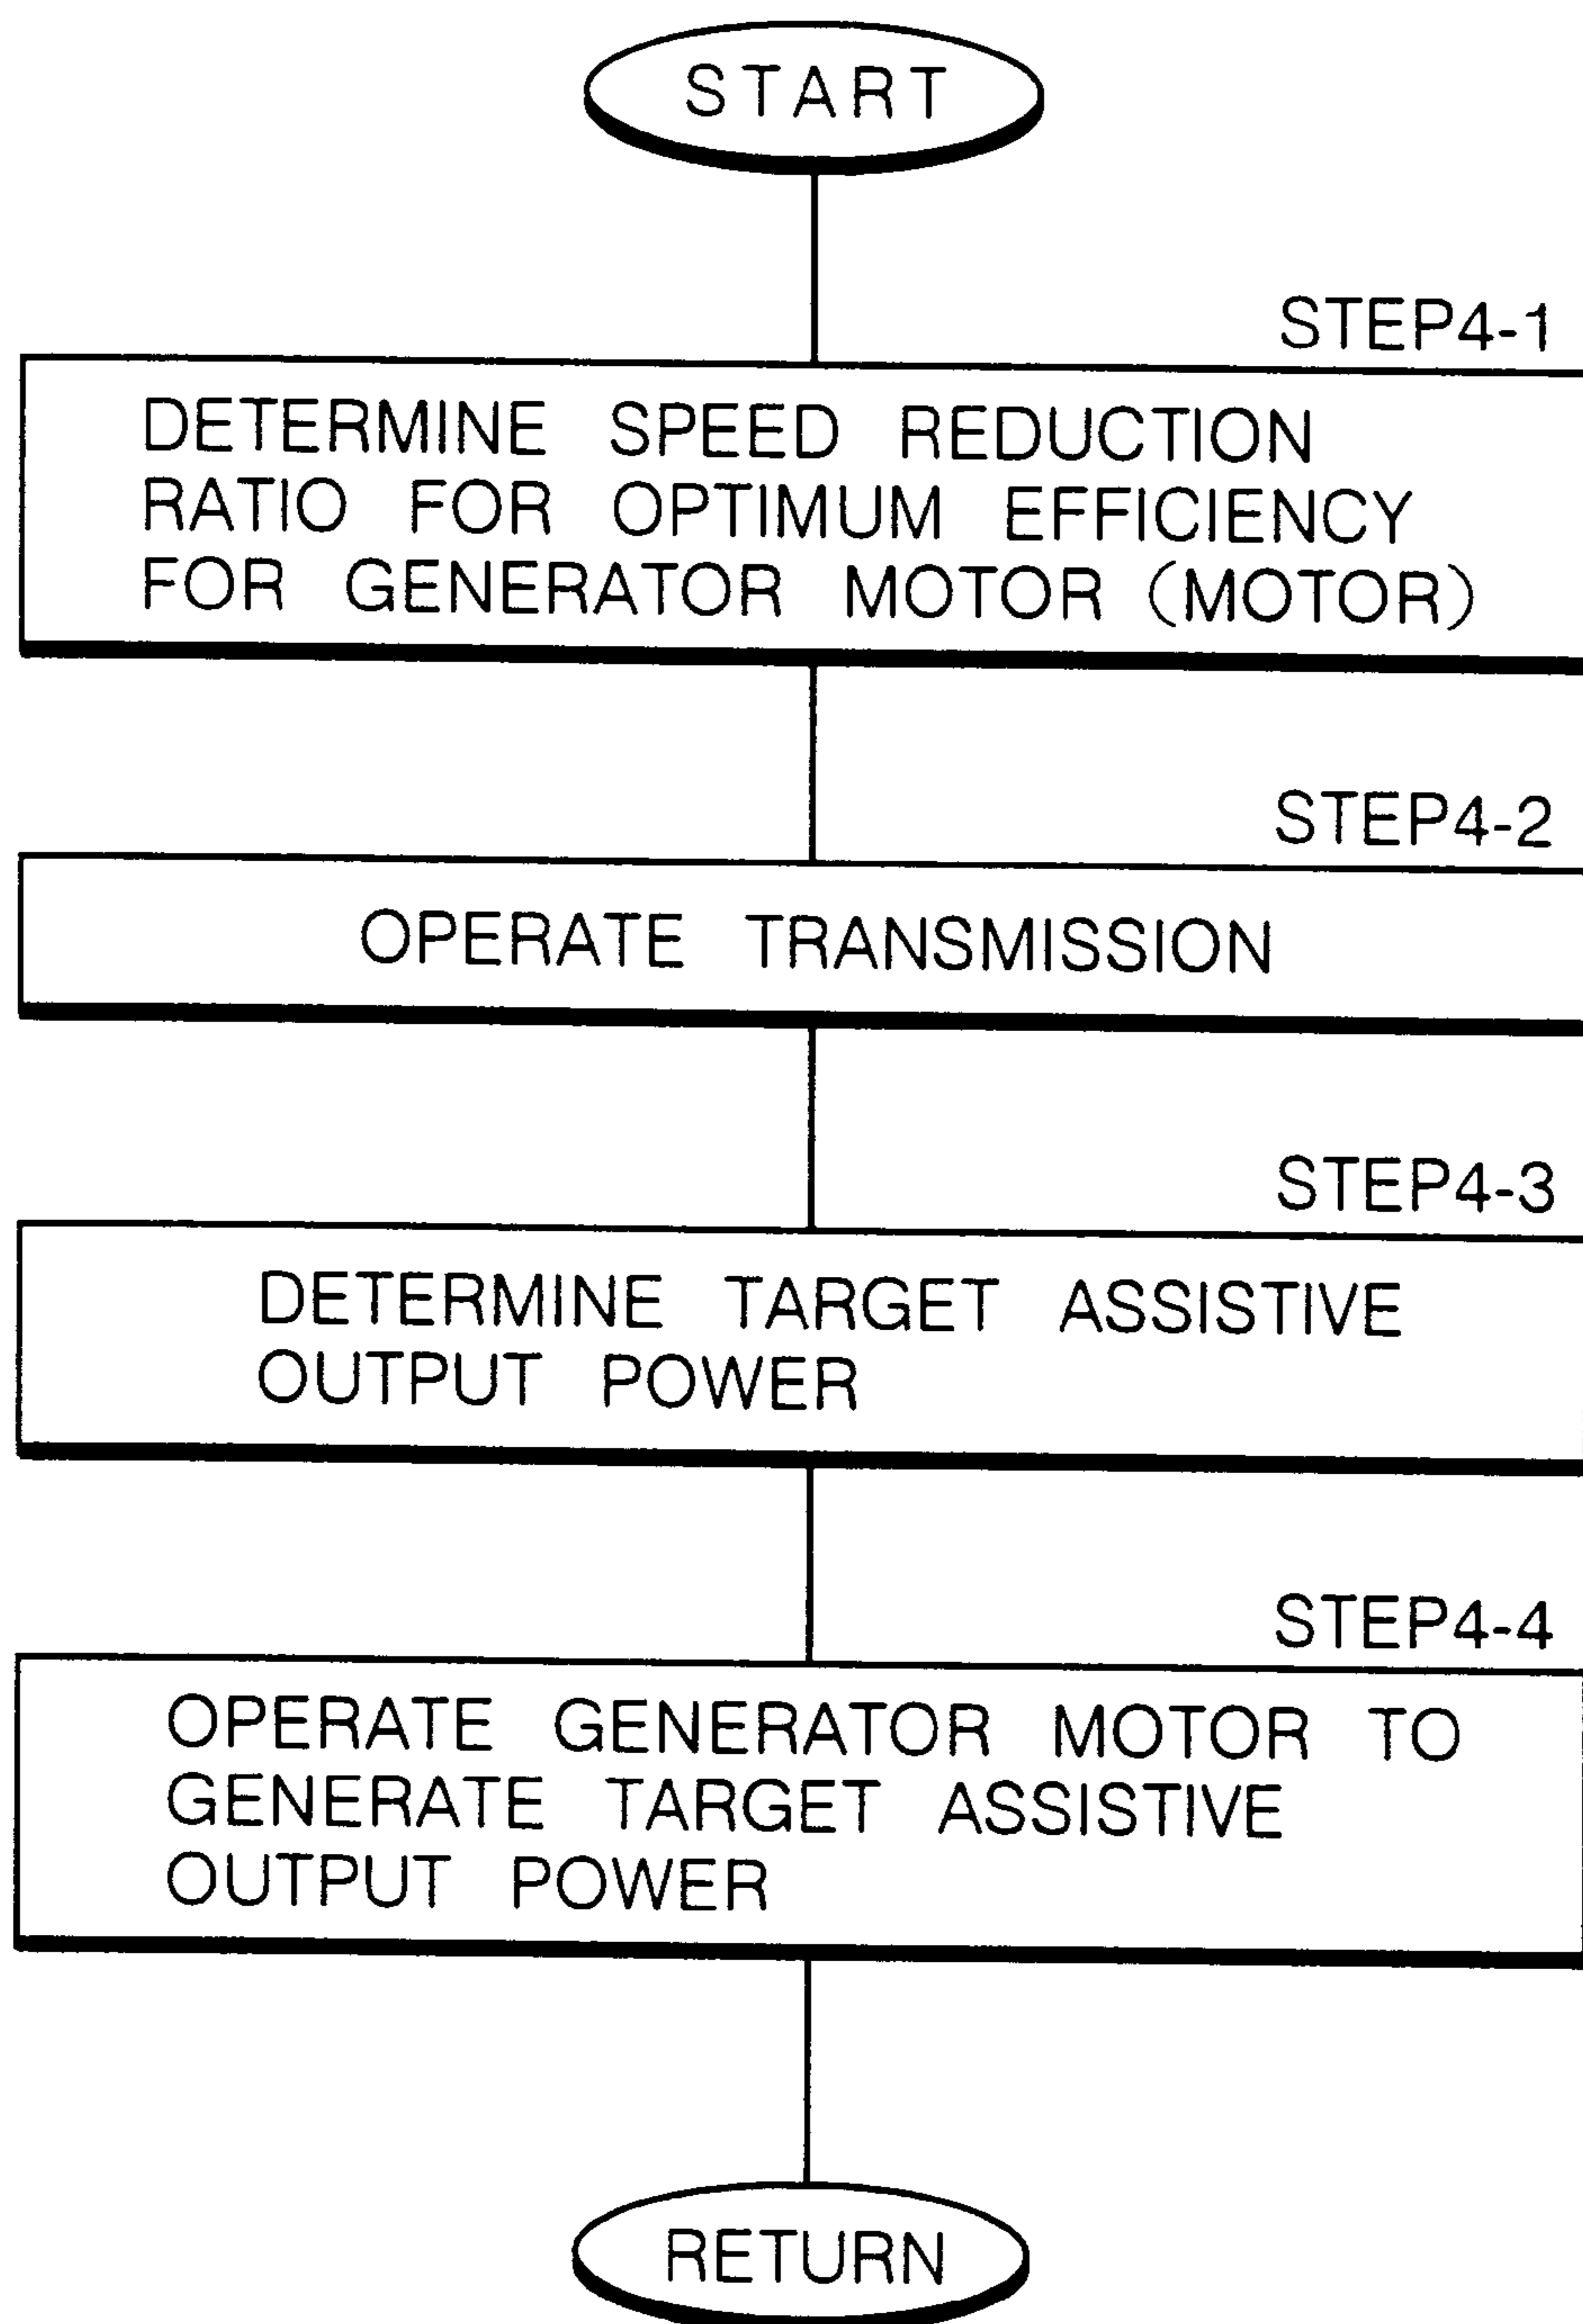 START
STEP4-1
DETERMINE SPEED REDUCTION
RATIO FOR OPTIMUM EFFICIENCY
FOR GENERATOR MOTOR (MOTOR)
STEP4-2
OPERATE TRANSMISSION
STEP4-3
DETERMINE TARGET ASSISTIVE
OUTPUT POWER
STEP4-4
OPERATE GENERATOR MOTOR TO
GENERATE TARGET ASSISTIVE
OUTPUT POWER
RETURN